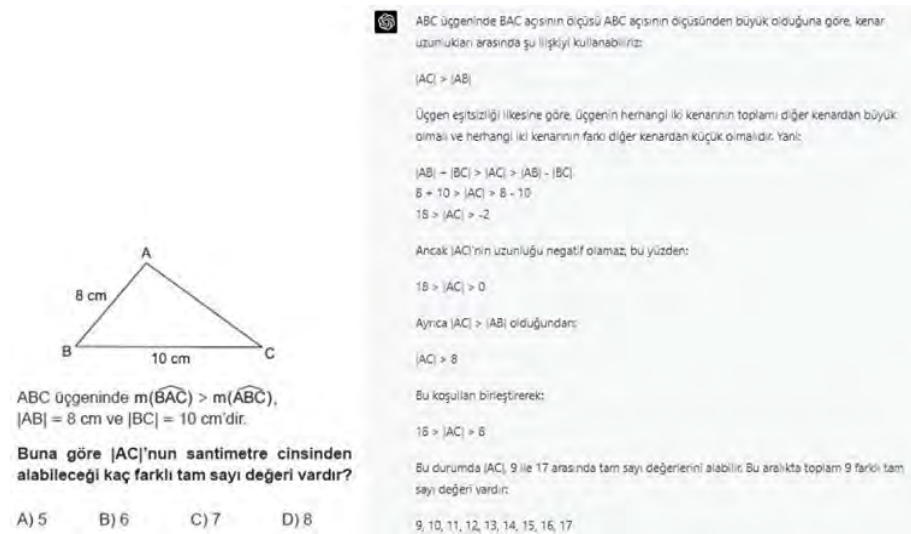 A
8 cm
B
10 cm
C
ABC üçgeninde m(BAC) > m(ABC),
|AB| = 8 cm ve |BC| = 10 cm'dir.
Buna göre |AC|'nun santimetre cinsinden
alabileceği kaç farklı tam sayı değeri vardır?
A) 5 B) 6 C) 7 D) 8
ABC üçgeninde BAC açısının ölçüsü ABC açısının ölçüsünden büyük olduğuna göre, kenar
uzunlukları arasında şu ilişkiyi kullanabiliriz:
|AC| > |AB|
Üçgen eşitsizliği ilkesine göre, üçgenin herhangi iki kenarının toplamı diğer kenardan büyük
olmalı ve herhangi iki kenarının farkı diğer kenardan küçük olmalıdır. Yani:
|AB| + |BC| > |AC| > |AB| - |BC|
8 + 10 > |AC| > 8 - 10
18 > |AC| > -2
Ancak |AC|'nin uzunluğu negatif olamaz, bu yüzden:
18 > |AC| > 0
Ayrıca |AC| > |AB| olduğundan:
|AC| > 8
Bu koşulları birleştirerek:
18 > |AC| > 8
Bu durumda |AC|, 9 ile 17 arasında tam sayı değerlerini alabilir. Bu aralıkta toplam 9 farklı tam
sayı değeri vardır:
9, 10, 11, 12, 13, 14, 15, 16, 17